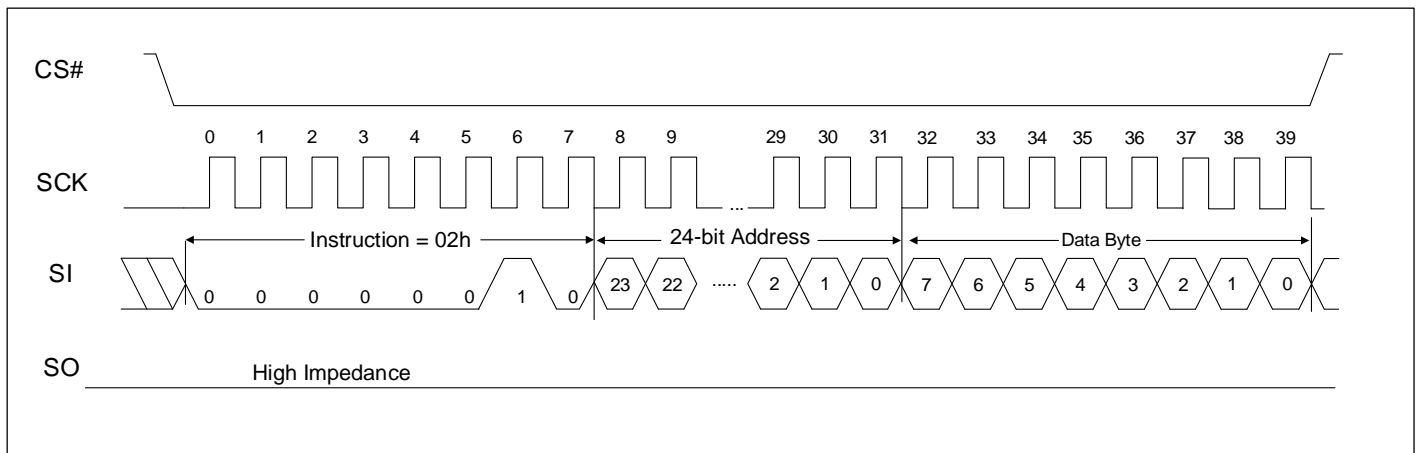 CS#
0 1 2 3 4 5 6 7 8 9 29 30 31 32 33 34 35 36 37 38 39
SCK
...
Instruction = 02h 24-bit Address Data Byte
SI
0 0 0 0 0 0 1 0 23 22 ..... 2 1 0 7 6 5 4 3 2 1 0
SO
High Impedance